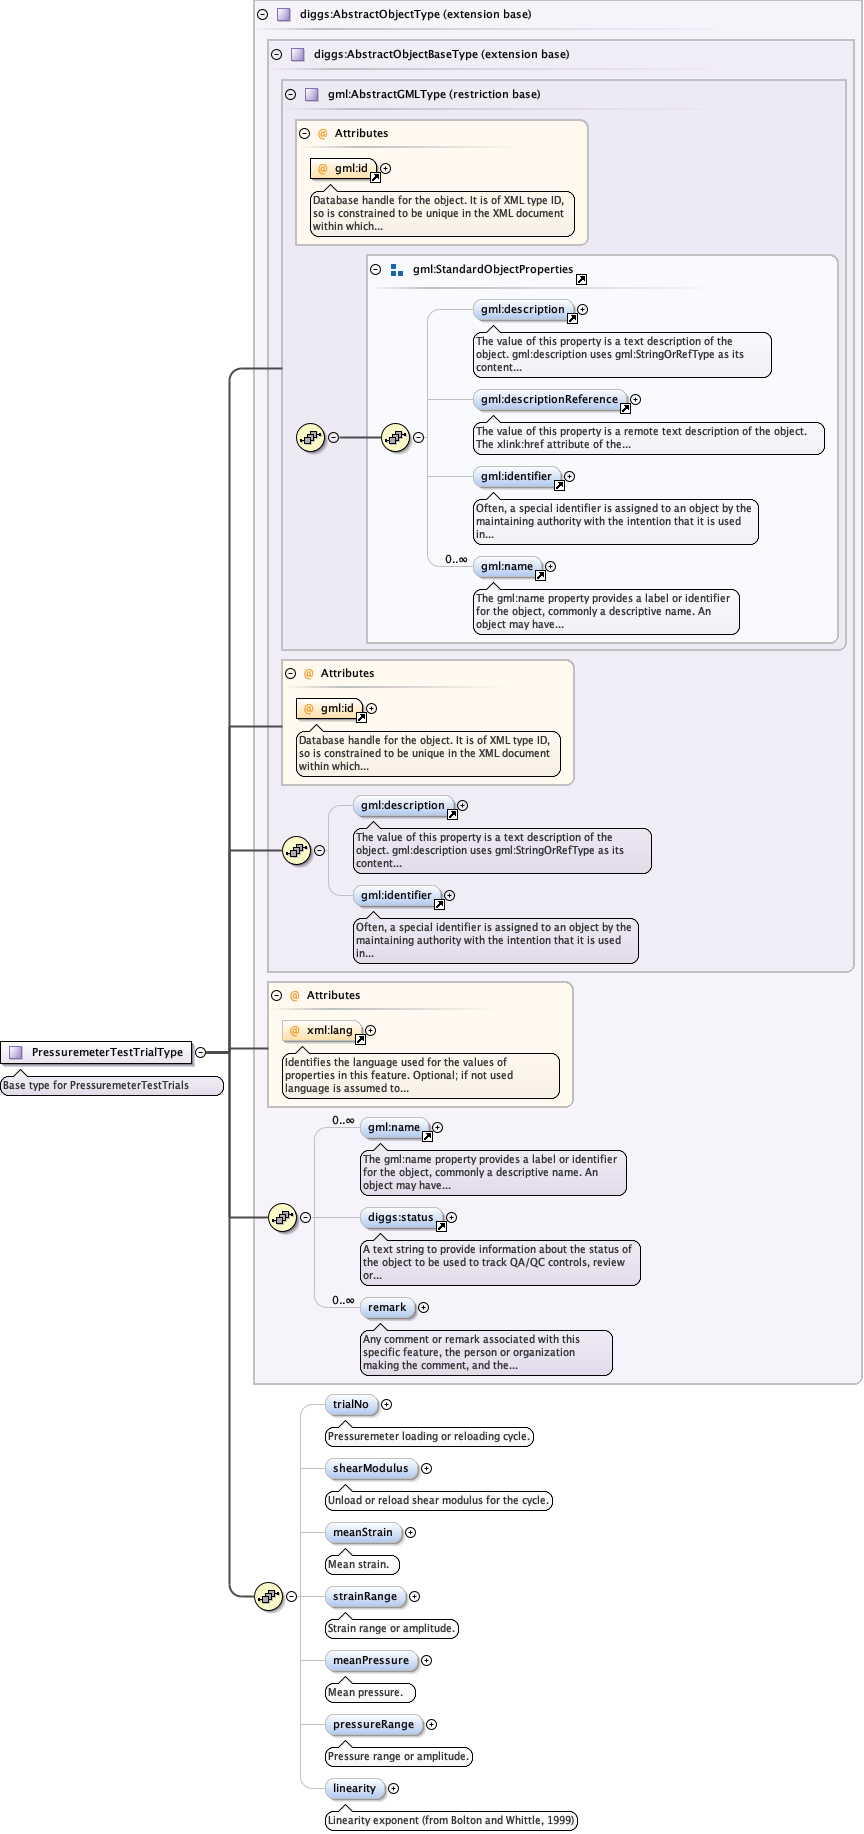 diggs:AbstractObjectType (extension base)
diggs:AbstractObjectBaseType (extension base)
gml:AbstractGMLType (restriction base)
@ Attributes
@ gml:id
Database handle for the object. It is of XML type ID,
so is constrained to be unique in the XML document
within which...
gml:StandardObjectProperties
gml:description
The value of this property is a text description of the
object. gml:description uses gml:StringOrRefType as its
content...
gml:descriptionReference
The value of this property is a remote text description of the object.
The xlink:href attribute of the...
gml:identifier
Often, a special identifier is assigned to an object by the
maintaining authority with the intention that it is used
in...
0..∞
gml:name
The gml:name property provides a label or identifier
for the object, commonly a descriptive name. An
object may have...
@ Attributes
@ gml:id
Database handle for the object. It is of XML type ID,
so is constrained to be unique in the XML document
within which...
gml:description
The value of this property is a text description of the
object. gml:description uses gml:StringOrRefType as its
content...
gml:identifier
Often, a special identifier is assigned to an object by the
maintaining authority with the intention that it is used
in...
@ Attributes
@ xml:lang
Identifies the language used for the values of
properties in this feature. Optional; if not used
language is assumed to...
PressuremeterTestTrialType
Base type for PressuremeterTestTrials
0..∞
gml:name
The gml:name property provides a label or identifier
for the object, commonly a descriptive name. An
object may have...
diggs:status
A text string to provide information about the status of
the object to be used to track QA/QC controls, review
or...
0..∞
remark
Any comment or remark associated with this
specific feature, the person or organization
making the comment, and the...
trialNo
Pressuremeter loading or reloading cycle.
shearModulus
Unload or reload shear modulus for the cycle.
meanStrain
Mean strain.
strainRange
Strain range or amplitude.
meanPressure
Mean pressure.
pressureRange
Pressure range or amplitude.
linearity
Linearity exponent (from Bolton and Whittle, 1999)